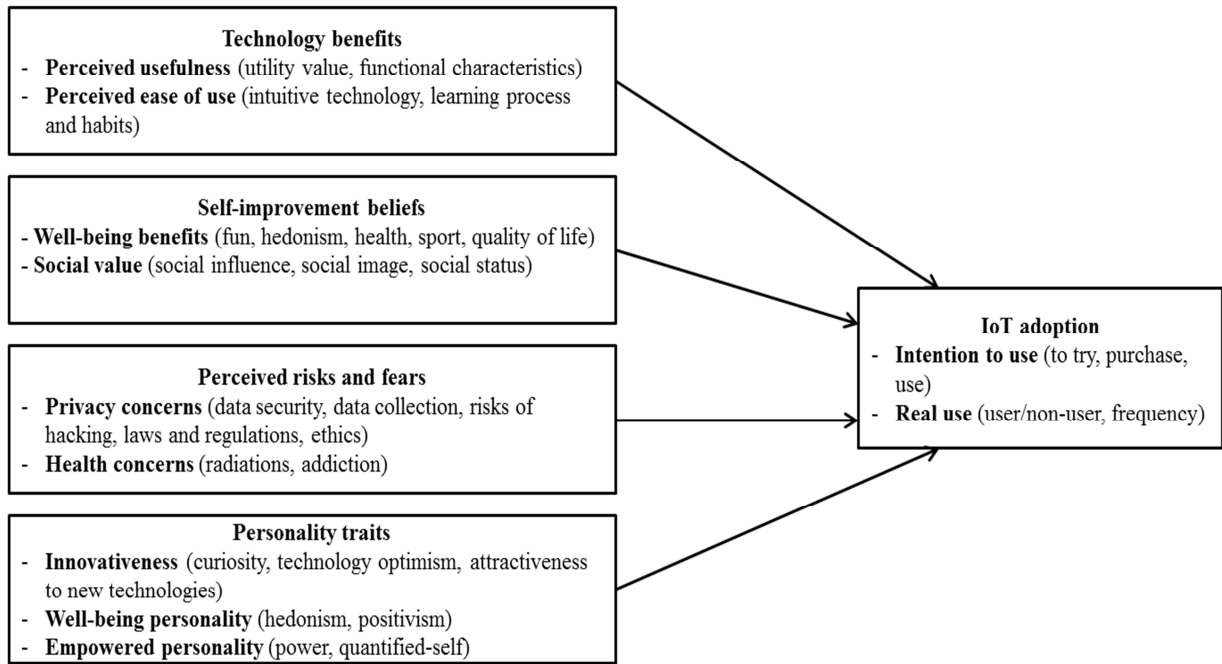 Technology benefits
- Perceived usefulness (utility value, functional characteristics)
- Perceived ease of use (intuitive technology, learning process
and habits)
Self-improvement beliefs
- Well-being benefits (fun, hedonism, health, sport, quality of life)
- Social value (social influence, social image, social status)
Perceived risks and fears
- Privacy concerns (data security, data collection, risks of
hacking, laws and regulations, ethics)
- Health concerns (radiations, addiction)
Personality traits
- Innovativeness (curiosity, technology optimism, attractiveness
to new technologies)
- Well-being personality (hedonism, positivism)
- Empowered personality (power, quantified-self)
IoT adoption
- Intention to use (to try, purchase,
use)
- Real use (user/non-user, frequency)